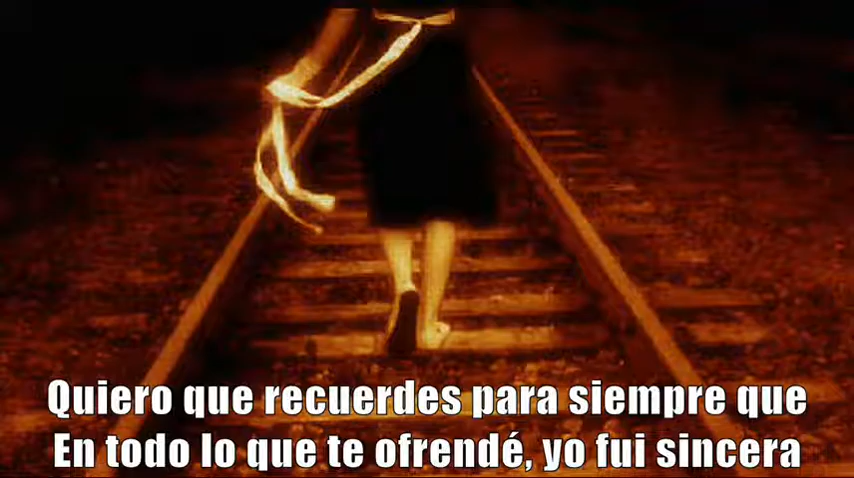 Quiero que recuerdes para siempre que
En todo lo que te ofrendé, yo fui sincera